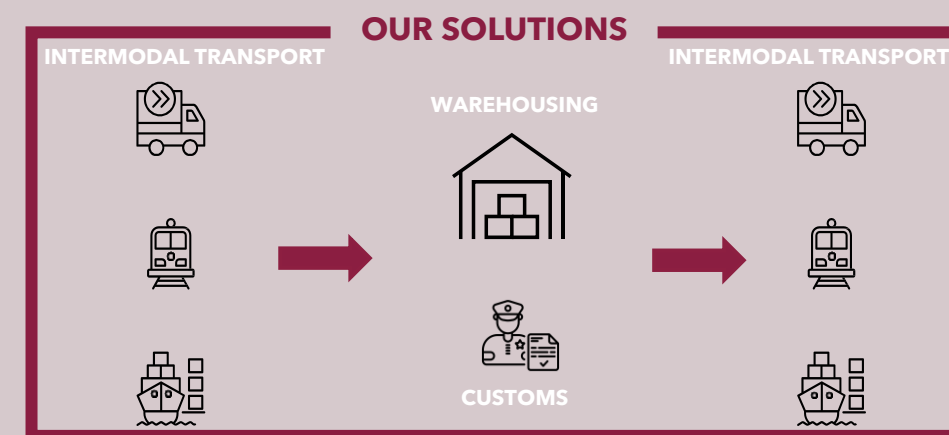 OUR SOLUTIONS
INTERMODAL TRANSPORT
INTERMODAL TRANSPORT
WAREHOUSING
CUSTOMS